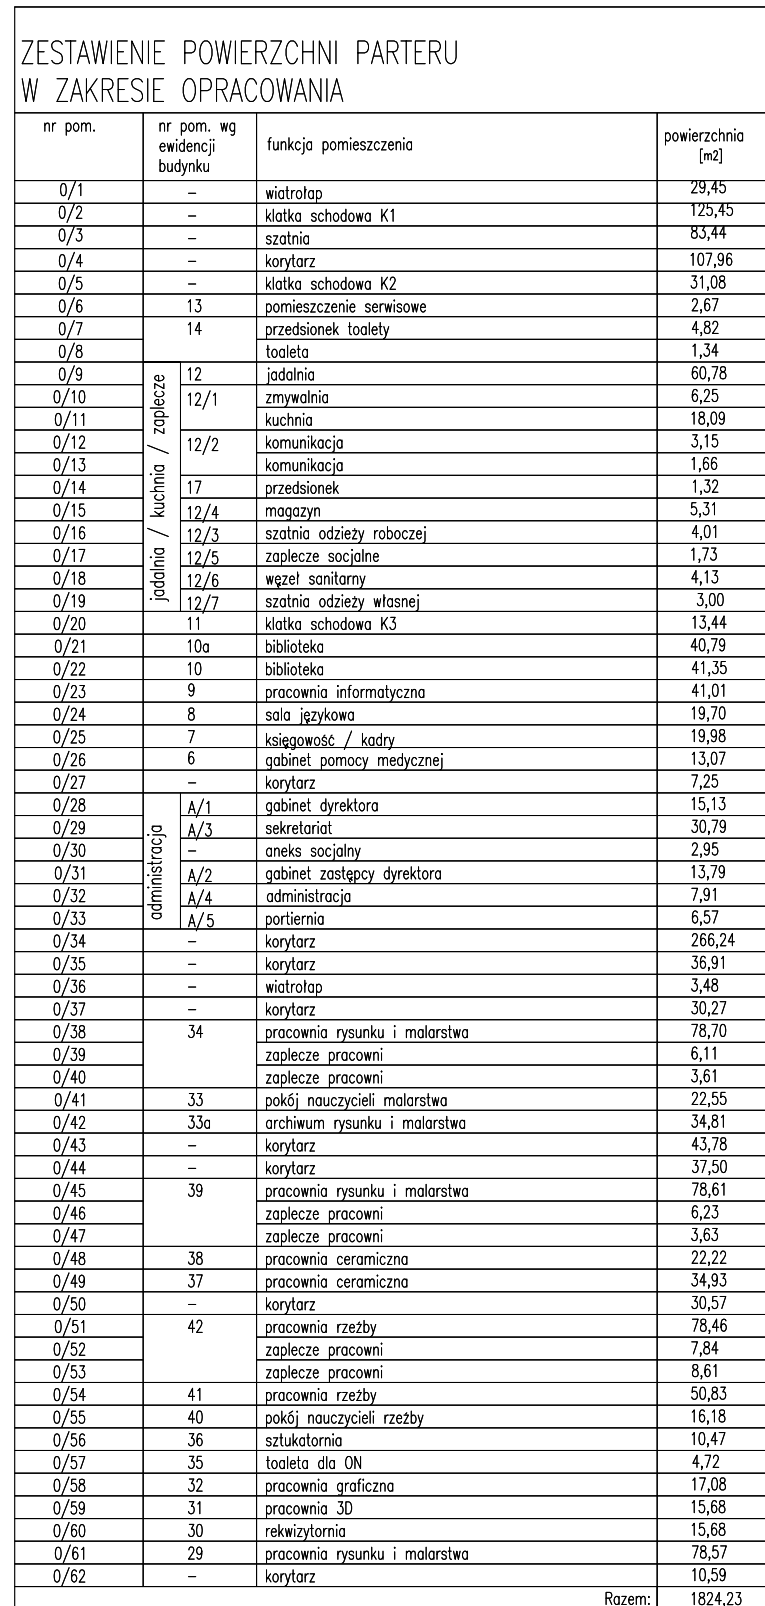 ZESTAWIENIE POWIERZCHNI PARTERU
W ZAKRESIE OPRACOWANIA
nr pom. nr pom. wg ewidencji budynku funkcja pomieszczenia powierzchnia [m2]
0/1 – wiatrołap 29,45
0/2 – klatka schodowa K1 125,45
0/3 – szatnia 83,44
0/4 – korytarz 107,96
0/5 – klatka schodowa K2 31,08
0/6 13 pomieszczenie serwisowe 2,67
0/7 14 przedsionek toalety 4,82
0/8 toaleta 1,34
jadalnia / kuchnia / zaplecze
0/9 12 jadalnia 60,78
0/10 12/1 zmywalnia 6,25
0/11 kuchnia 18,09
0/12 12/2 komunikacja 3,15
0/13 komunikacja 1,66
0/14 17 przedsionek 1,32
0/15 12/4 magazyn 5,31
0/16 12/3 szatnia odzieży roboczej 4,01
0/17 12/5 zaplecze socjalne 1,73
0/18 12/6 węzeł sanitarny 4,13
0/19 12/7 szatnia odzieży własnej 3,00
0/20 11 klatka schodowa K3 13,44
0/21 10a biblioteka 40,79
0/22 10 biblioteka 41,35
0/23 9 pracownia informatyczna 41,01
0/24 8 sala językowa 19,70
0/25 7 księgowość / kadry 19,98
0/26 6 gabinet pomocy medycznej 13,07
0/27 – korytarz 7,25
administracja
0/28 A/1 gabinet dyrektora 15,13
0/29 A/3 sekretariat 30,79
0/30 – aneks socjalny 2,95
0/31 A/2 gabinet zastępcy dyrektora 13,79
0/32 A/4 administracja 7,91
0/33 A/5 portiernia 6,57
0/34 – korytarz 266,24
0/35 – korytarz 36,91
0/36 – wiatrołap 3,48
0/37 – korytarz 30,27
0/38 34 pracownia rysunku i malarstwa 78,70
0/39 zaplecze pracowni 6,11
0/40 zaplecze pracowni 3,61
0/41 33 pokój nauczycieli malarstwa 22,55
0/42 33a archiwum rysunku i malarstwa 34,81
0/43 – korytarz 43,78
0/44 – korytarz 37,50
0/45 39 pracownia rysunku i malarstwa 78,61
0/46 zaplecze pracowni 6,23
0/47 zaplecze pracowni 3,63
0/48 38 pracownia ceramiczna 22,22
0/49 37 pracownia ceramiczna 34,93
0/50 – korytarz 30,57
0/51 42 pracownia rzeźby 78,46
0/52 zaplecze pracowni 7,84
0/53 zaplecze pracowni 8,61
0/54 41 pracownia rzeźby 50,83
0/55 40 pokój nauczycieli rzeźby 16,18
0/56 36 sztukatornia 10,47
0/57 35 toaleta dla ON 4,72
0/58 32 pracownia graficzna 17,08
0/59 31 pracownia 3D 15,68
0/60 30 rekwizytornia 15,68
0/61 29 pracownia rysunku i malarstwa 78,57
0/62 – korytarz 10,59
Razem: 1824,23